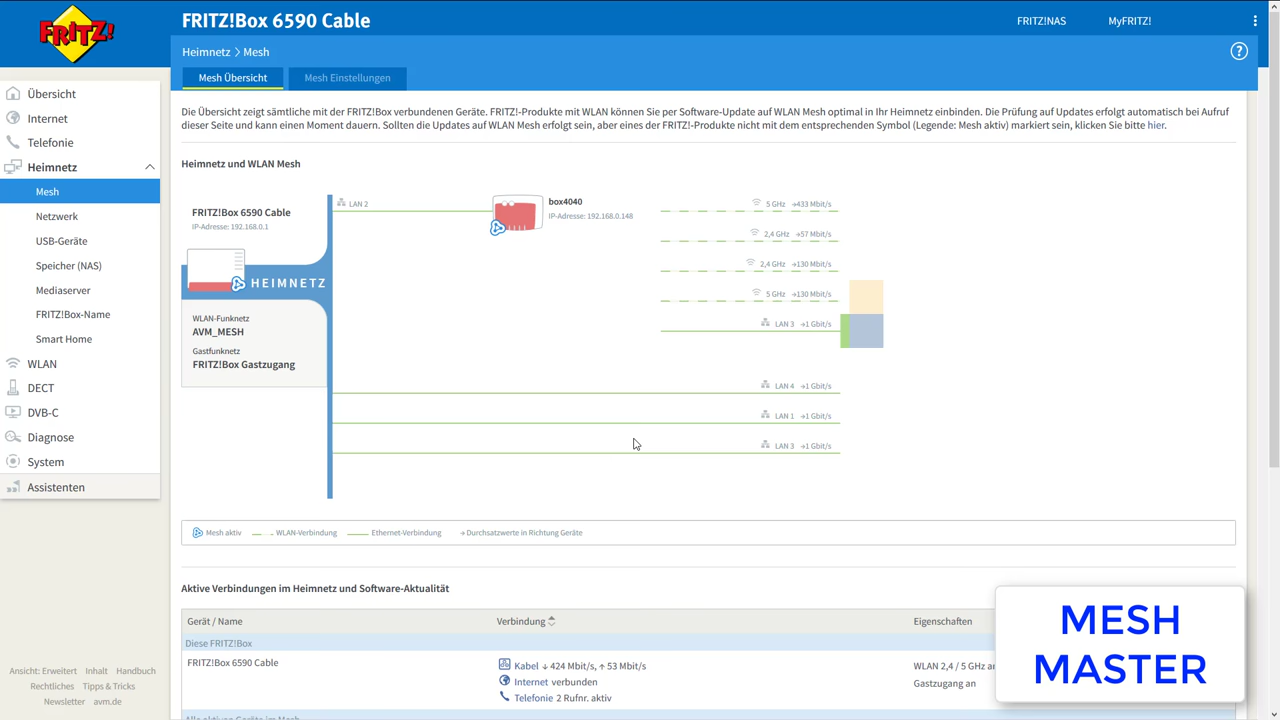 FRITZ!
FRITZ!Box 6590 Cable
FRITZ!NAS
MyFRITZ!
Heimnetz > Mesh
Mesh Übersicht
Mesh Einstellungen
Übersicht
Internet
Telefonie
Heimnetz
Mesh
Netzwerk
USB-Geräte
Speicher (NAS)
Mediaserver
FRITZ!Box-Name
Smart Home
WLAN
DECT
DVB-C
Diagnose
System
Assistenten
Ansicht: Erweitert Inhalt Handbuch
Rechtliches Tipps & Tricks
Newsletter avm.de
Die Übersicht zeigt sämtliche mit der FRITZ!Box verbundenen Geräte. FRITZ!-Produkte mit WLAN können Sie per Software-Update auf WLAN Mesh optimal in Ihr Heimnetz einbinden. Die Prüfung auf Updates erfolgt automatisch bei Aufruf
dieser Seite und kann einen Moment dauern. Sollten die Updates auf WLAN Mesh erfolgt sein, aber eines der FRITZ!-Produkte nicht mit dem entsprechenden Symbol (Legende: Mesh aktiv) markiert sein, klicken Sie bitte hier.
Heimnetz und WLAN Mesh
FRITZ!Box 6590 Cable
IP-Adresse: 192.168.0.1
HEIMNETZ
WLAN-Funknetz
AVM_MESH
Gastfunknetz
FRITZ!Box Gastzugang
LAN 2
box4040
IP-Adresse: 192.168.0.148
5 GHz →433 Mbit/s
2,4 GHz →57 Mbit/s
2,4 GHz →130 Mbit/s
5 GHz →130 Mbit/s
LAN 3 →1 Gbit/s
LAN 4 →1 Gbit/s
LAN 1 →1 Gbit/s
LAN 3 →1 Gbit/s
Mesh aktiv WLAN-Verbindung Ethernet-Verbindung →Durchsatzwerte in Richtung Geräte
Aktive Verbindungen im Heimnetz und Software-Aktualität
Gerät / Name Verbindung Eigenschaften
Diese FRITZ!Box
FRITZ!Box 6590 Cable
Kabel ↓ 424 Mbit/s, ↑ 53 Mbit/s
Internet verbunden
Telefonie 2 Rufnr. aktiv
WLAN 2,4 / 5 GHz an
Gastzugang an
Alle aktiven Geräte im Mesh
MESH
MASTER